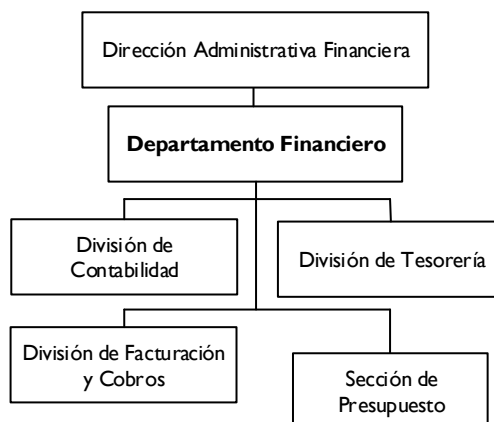 Dirección Administrativa Financiera
Departamento Financiero
División de
Contabilidad
División de Tesorería
División de Facturación
y Cobros
Sección de
Presupuesto